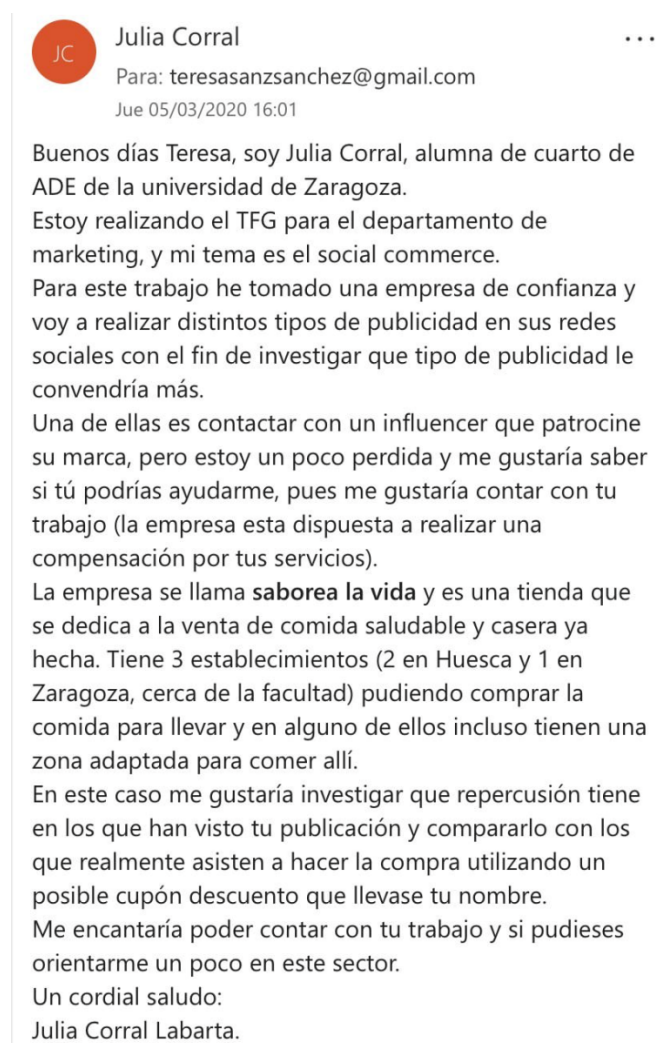 JC
Julia Corral
...
Para: teresasanzsanchez@gmail.com
Jue 05/03/2020 16:01
Buenos días Teresa, soy Julia Corral, alumna de cuarto de
ADE de la universidad de Zaragoza.
Estoy realizando el TFG para el departamento de
marketing, y mi tema es el social commerce.
Para este trabajo he tomado una empresa de confianza y
voy a realizar distintos tipos de publicidad en sus redes
sociales con el fin de investigar que tipo de publicidad le
convendría más.
Una de ellas es contactar con un influencer que patrocine
su marca, pero estoy un poco perdida y me gustaría saber
si tú podrías ayudarme, pues me gustaría contar con tu
trabajo (la empresa esta dispuesta a realizar una
compensación por tus servicios).
La empresa se llama saborea la vida y es una tienda que
se dedica a la venta de comida saludable y casera ya
hecha. Tiene 3 establecimientos (2 en Huesca y 1 en
Zaragoza, cerca de la facultad) pudiendo comprar la
comida para llevar y en alguno de ellos incluso tienen una
zona adaptada para comer allí.
En este caso me gustaría investigar que repercusión tiene
en los que han visto tu publicación y compararlo con los
que realmente asisten a hacer la compra utilizando un
posible cupón descuento que llevase tu nombre.
Me encantaría poder contar con tu trabajo y si pudieses
orientarme un poco en este sector.
Un cordial saludo:
Julia Corral Labarta.